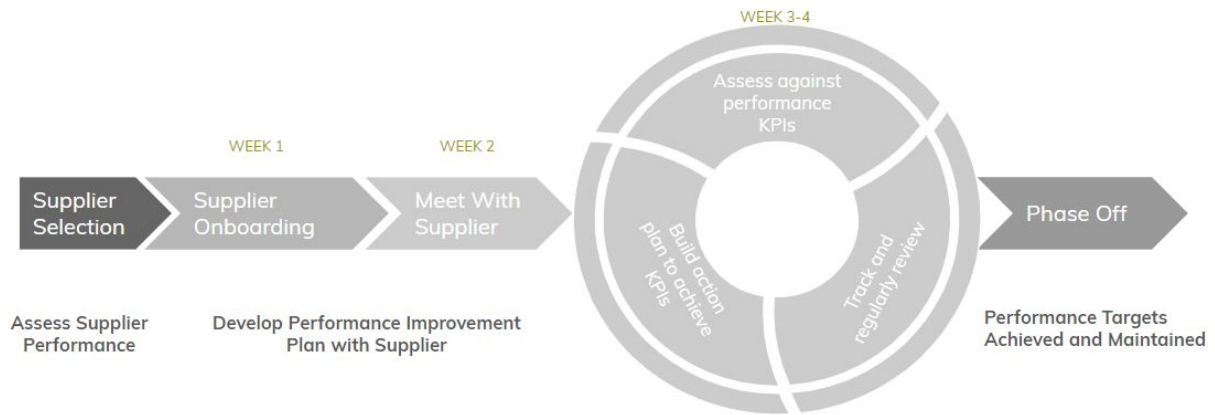 WEEK 3-4
Assess against
performance
KPIs
WEEK 1
WEEK 2
Supplier
Selection
Supplier
Onboarding
Meet With
Supplier
Build action
plan to achieve
KPIs
Track and
regularly review
Phase Off
Assess Supplier
Performance
Develop Performance Improvement
Plan with Supplier
Performance Targets
Achieved and Maintained